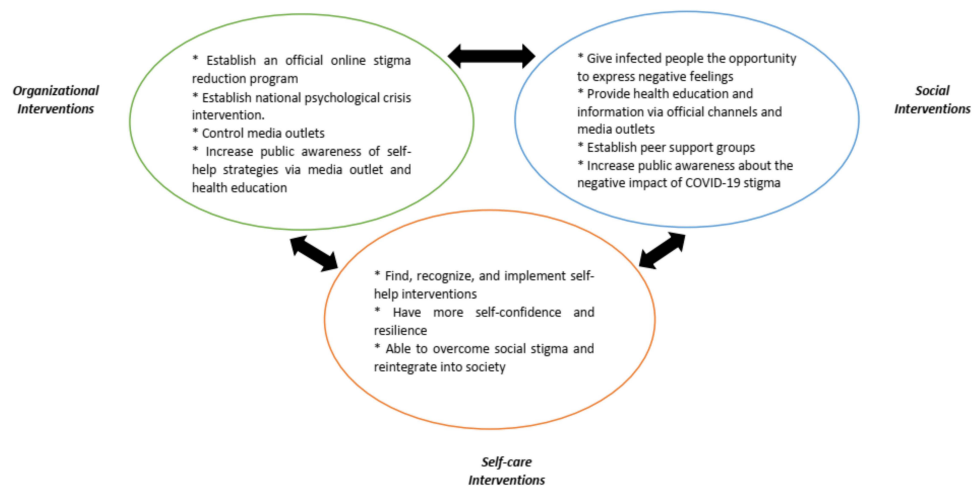 Organizational
Interventions
* Establish an official online stigma
reduction program
* Establish national psychological crisis
intervention.
* Control media outlets
* Increase public awareness of self-
help strategies via media outlet and
health education
* Give infected people the opportunity
to express negative feelings
* Provide health education and
information via official channels and
media outlets
* Establish peer support groups
* Increase public awareness about the
negative impact of COVID-19 stigma
Social
Interventions
* Find, recognize, and implement self-
help interventions
* Have more self-confidence and
resilience
* Able to overcome social stigma and
reintegrate into society
Self-care
Interventions